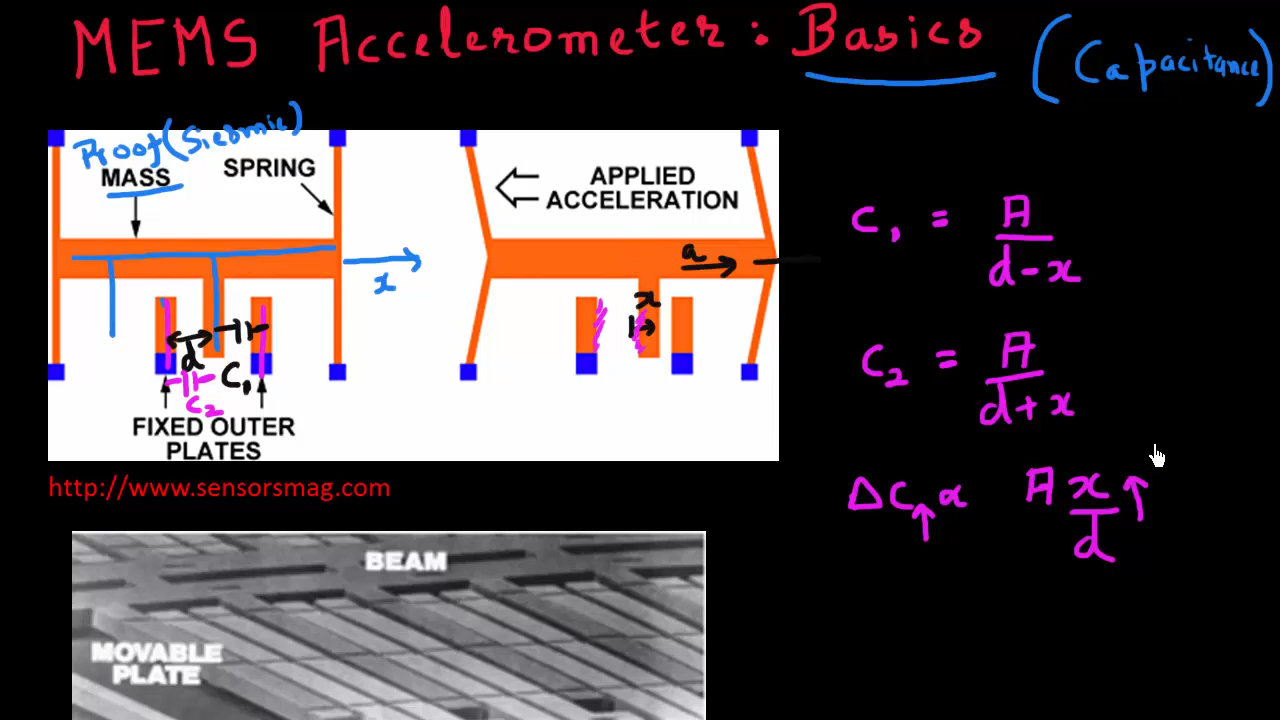 MEMS Accelerometer : Basics (Capacitance)
Proof (Siesmic)
MASS
SPRING
APPLIED
ACCELERATION
x
a
x
d
C₁
C₂
FIXED OUTER
PLATES
C₁ = A/(d-x)
C₂ = A/(d+x)
ΔC↑ ∝ A x/d ↑
http://www.sensorsmag.com
BEAM
MOVABLE
PLATE